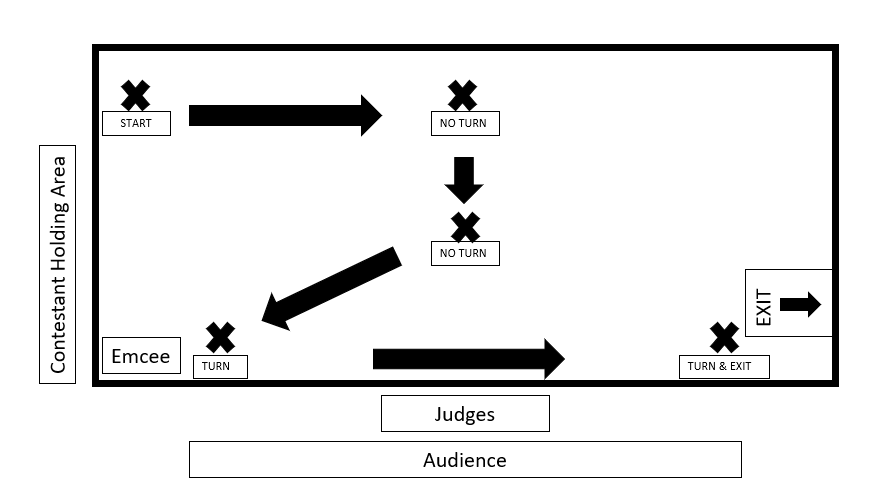 START
NO TURN
Contestant Holding Area
NO TURN
EXIT
Emcee
TURN
TURN & EXIT
Judges
Audience